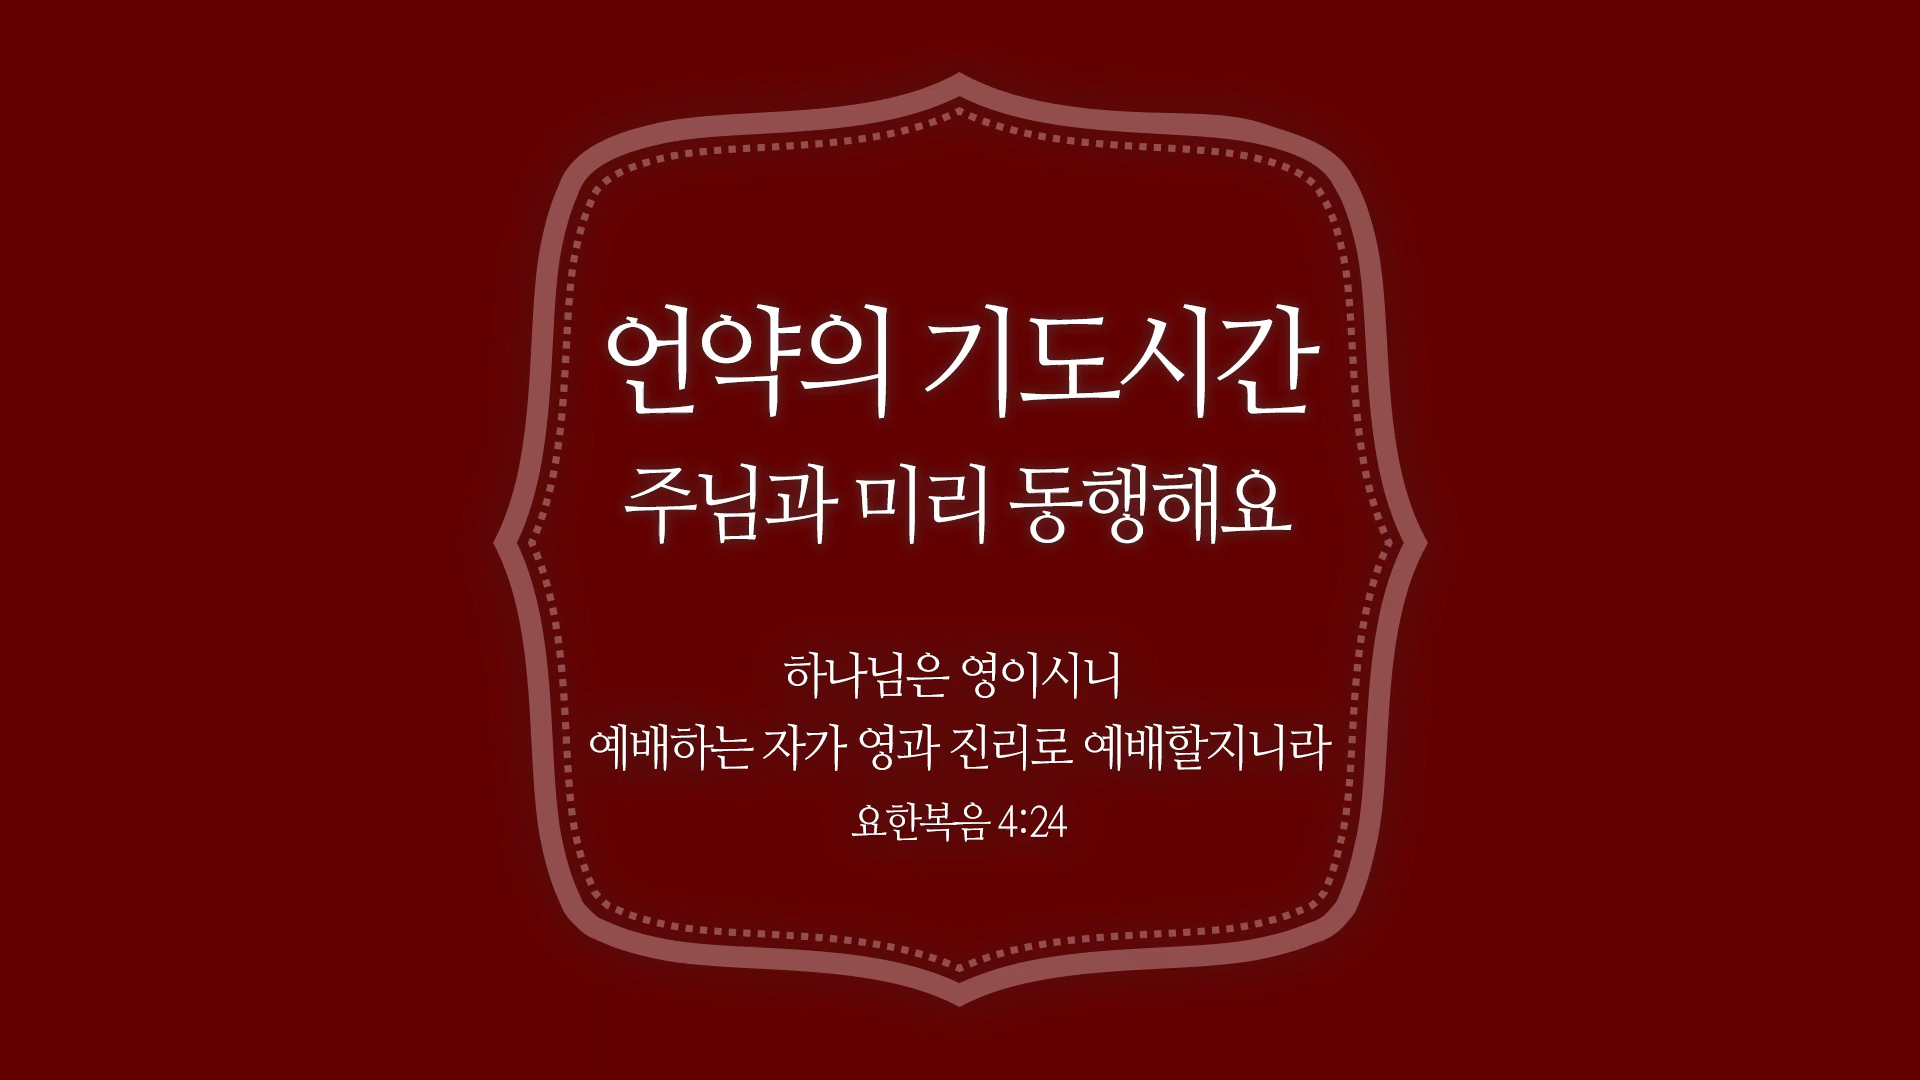 언약의 기도시간
주님과 미리 동행해요
하나님은 영이시니
예배하는 자가 영과 진리로 예배할지니라
요한복음 4:24